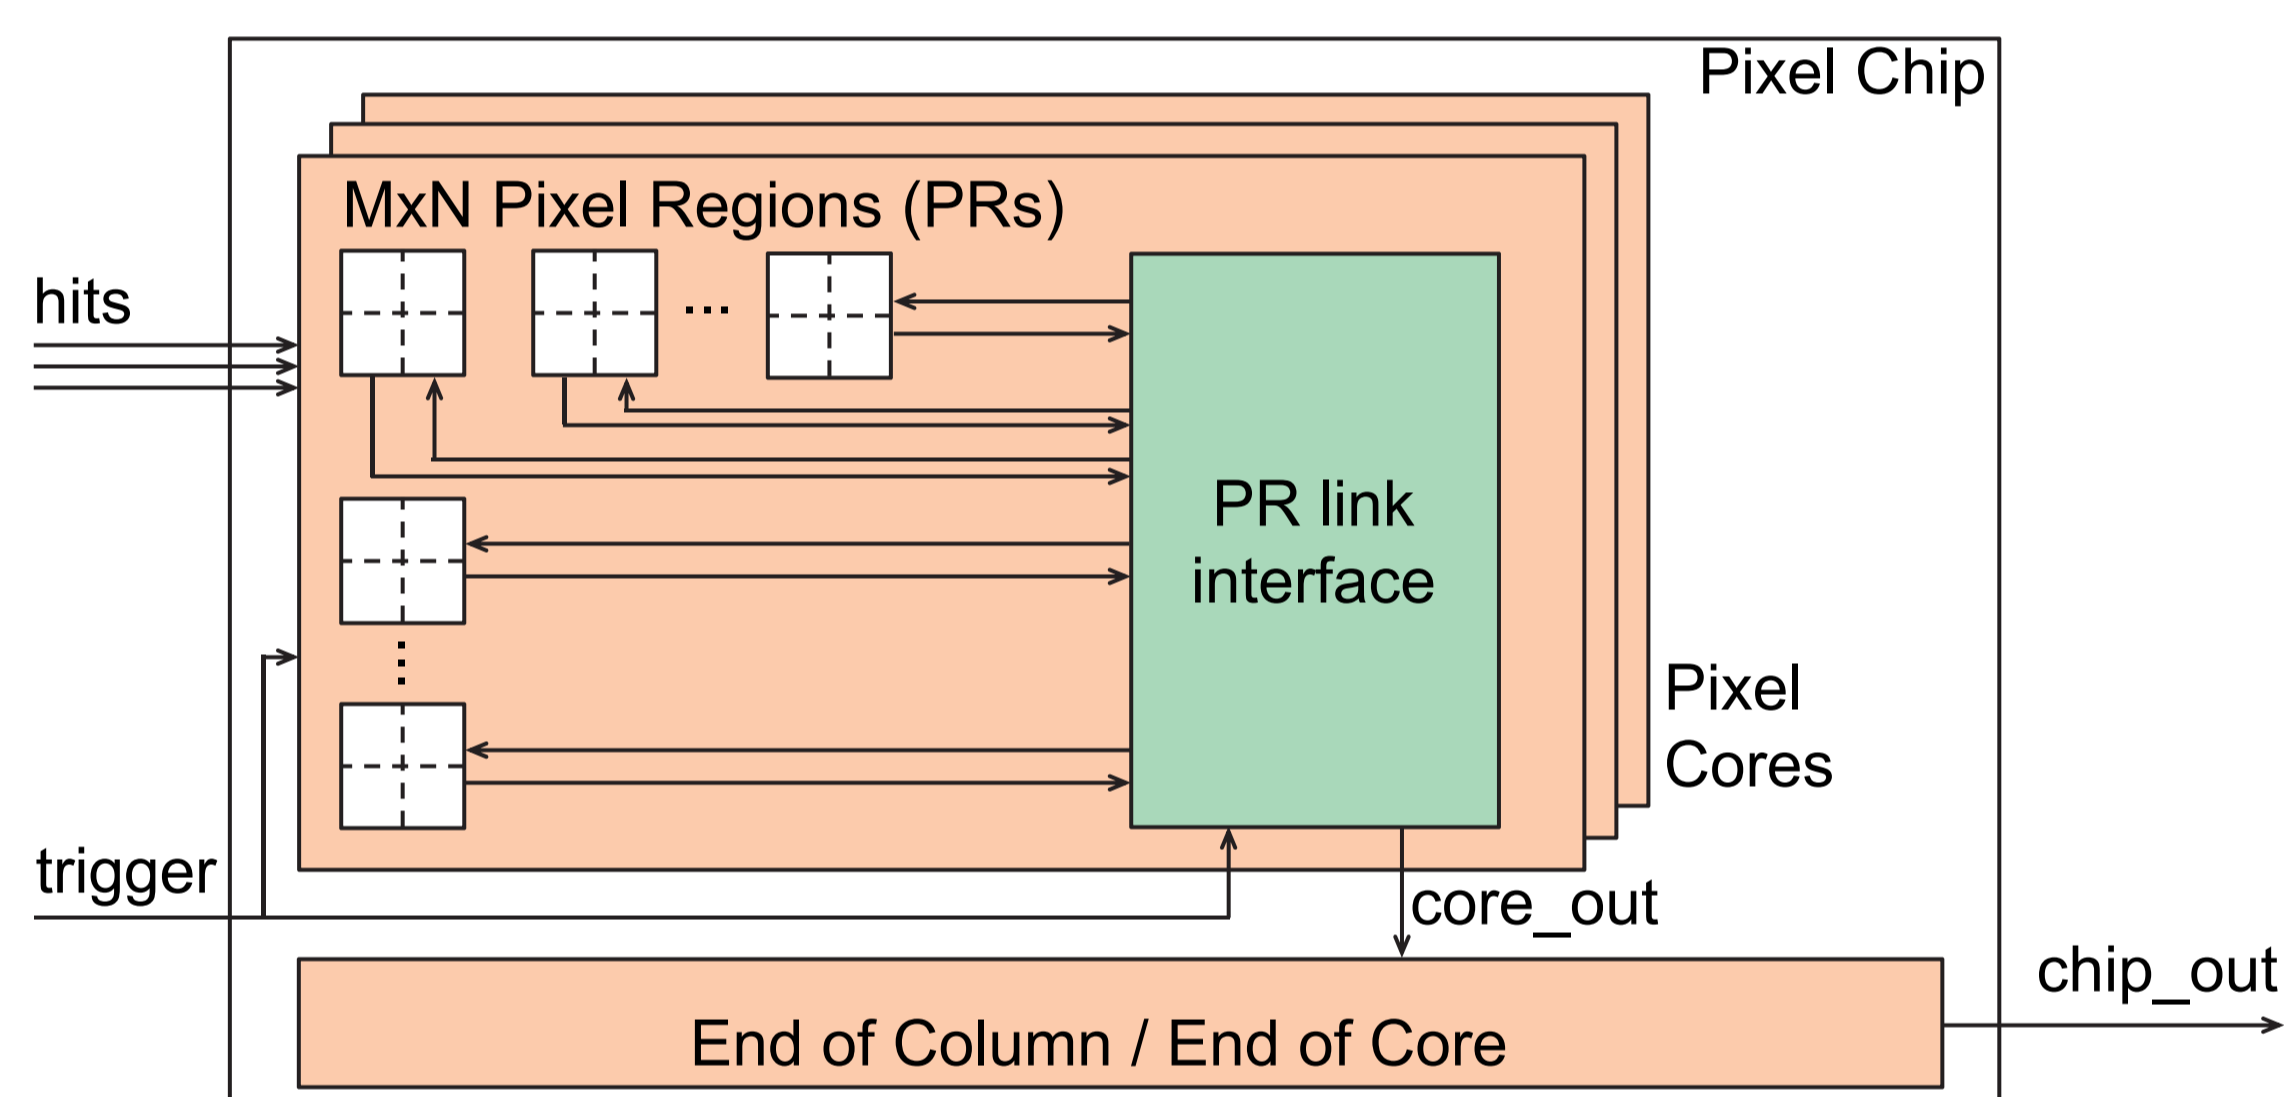 Pixel Chip
MxN Pixel Regions (PRs)
hits
...
PR link
interface
Pixel
Cores
trigger
core_out
chip_out
End of Column / End of Core